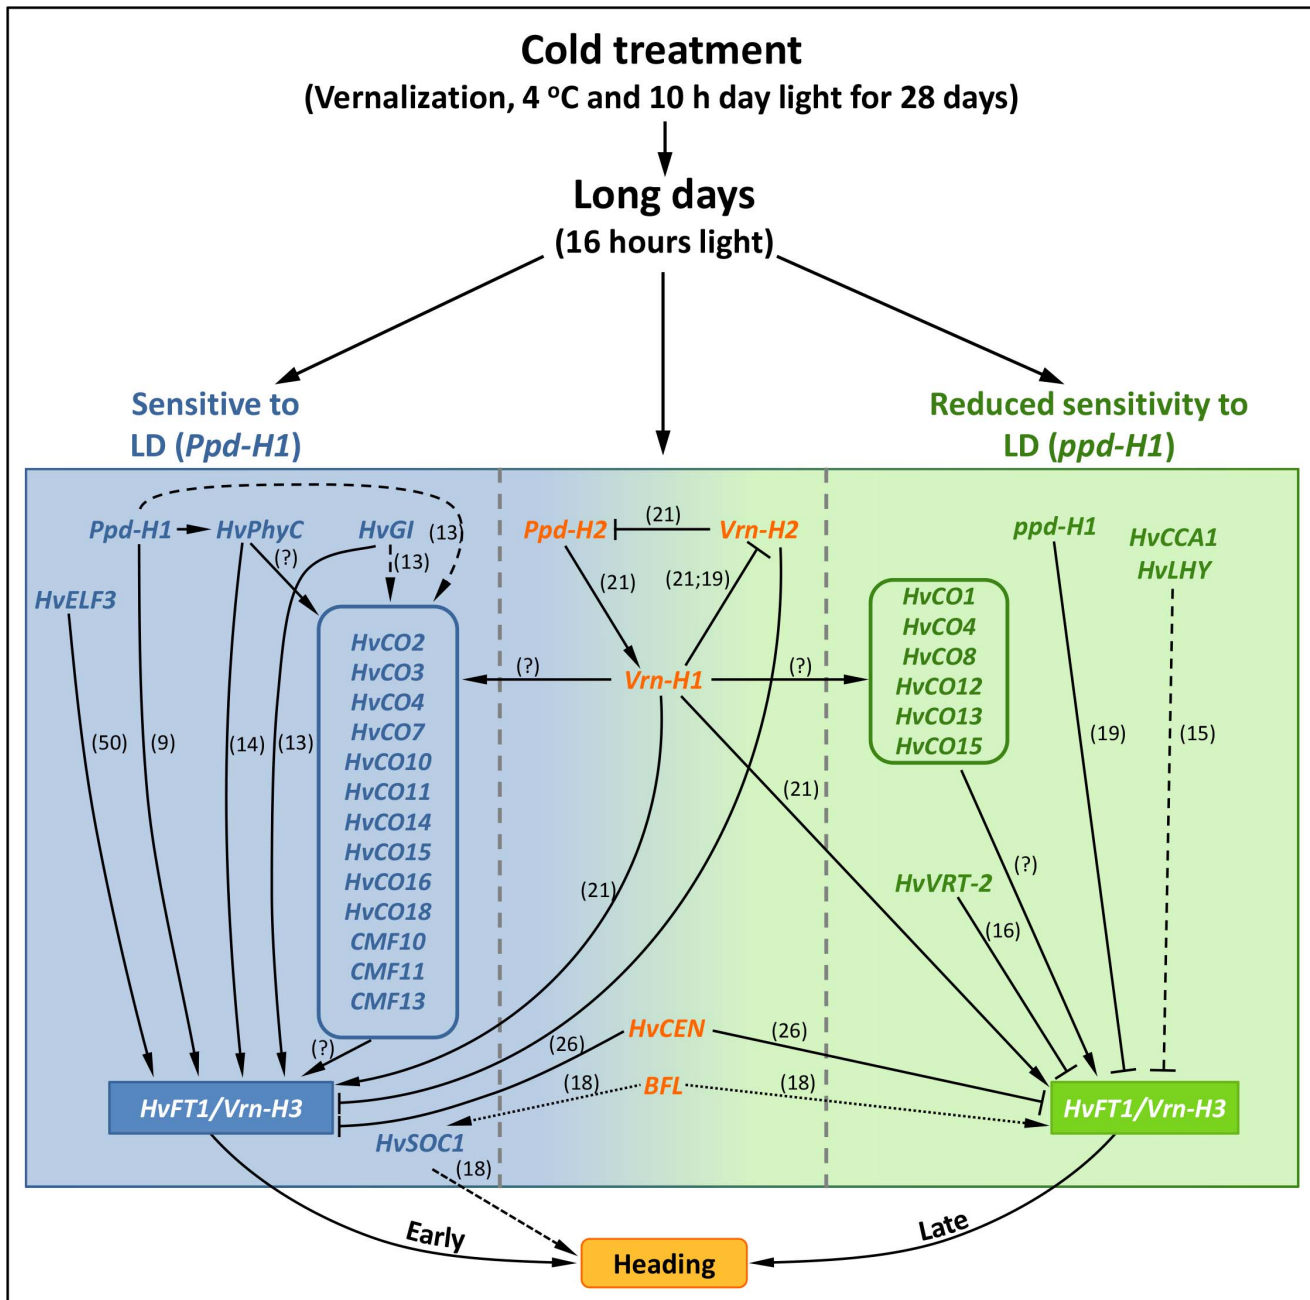 Cold treatment
(Vernalization, 4 °C and 10 h day light for 28 days)
Long days
(16 hours light)
Sensitive to
LD (Ppd-H1)
Reduced sensitivity to
LD (ppd-H1)
Ppd-H1
HvPhyC
HvGI
(13)
(?)
(13)
HvELF3
HvCO2
HvCO3
HvCO4
HvCO7
HvCO10
HvCO11
HvCO14
HvCO15
HvCO16
HvCO18
CMF10
CMF11
CMF13
(50)
(9)
(14)
(13)
(?)
HvFT1/Vrn-H3
HvSOC1
(18)
Ppd-H2
(21)
Vrn-H2
(21)
(21;19)
(?)
Vrn-H1
(?)
(21)
(21)
HvCEN
(26)
(26)
BFL
(18)
(18)
ppd-H1
HvCCA1
HvLHY
HvCO1
HvCO4
HvCO8
HvCO12
HvCO13
HvCO15
(19)
(15)
(?)
HvVRT-2
(16)
HvFT1/Vrn-H3
Early
Late
Heading